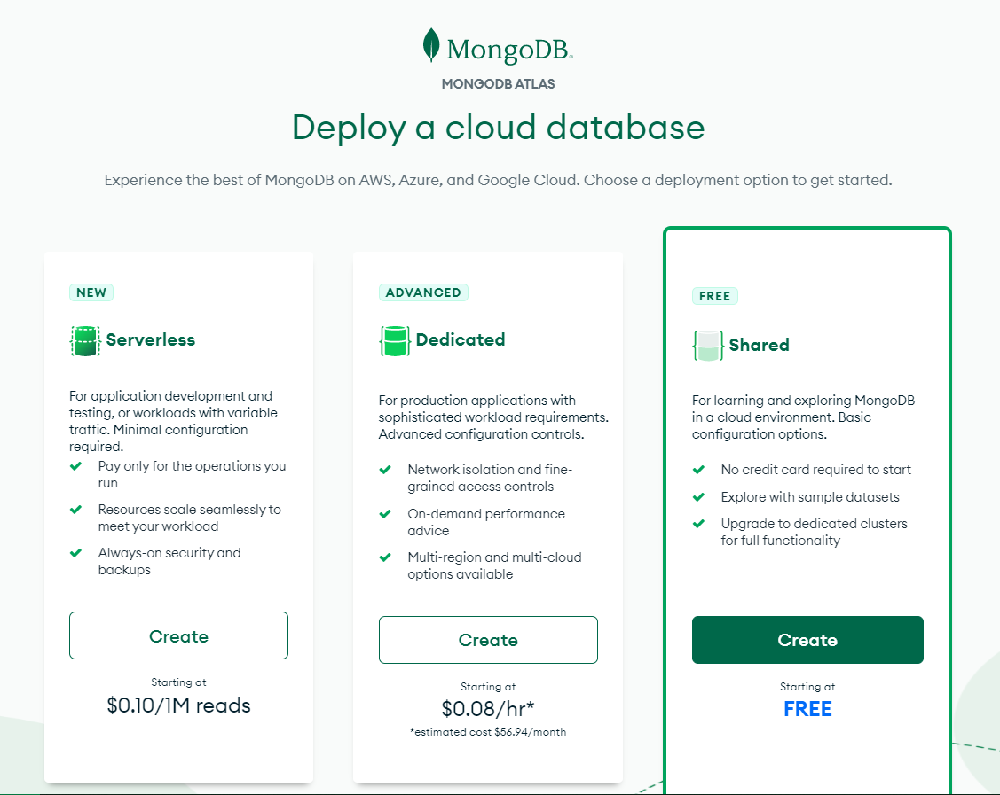 MongoDB.
MONGODB ATLAS
Deploy a cloud database
Experience the best of MongoDB on AWS, Azure, and Google Cloud. Choose a deployment option to get started.
NEW
Serverless
For application development and
testing, or workloads with variable
traffic. Minimal configuration
required.
Pay only for the operations you
run
Resources scale seamlessly to
meet your workload
Always-on security and
backups
Create
Starting at
$0.10/1M reads
ADVANCED
Dedicated
For production applications with
sophisticated workload requirements.
Advanced configuration controls.
Network isolation and fine-
grained access controls
On-demand performance
advice
Multi-region and multi-cloud
options available
Create
Starting at
$0.08/hr*
*estimated cost $56.94/month
FREE
Shared
For learning and exploring MongoDB
in a cloud environment. Basic
configuration options.
No credit card required to start
Explore with sample datasets
Upgrade to dedicated clusters
for full functionality
Create
Starting at
FREE